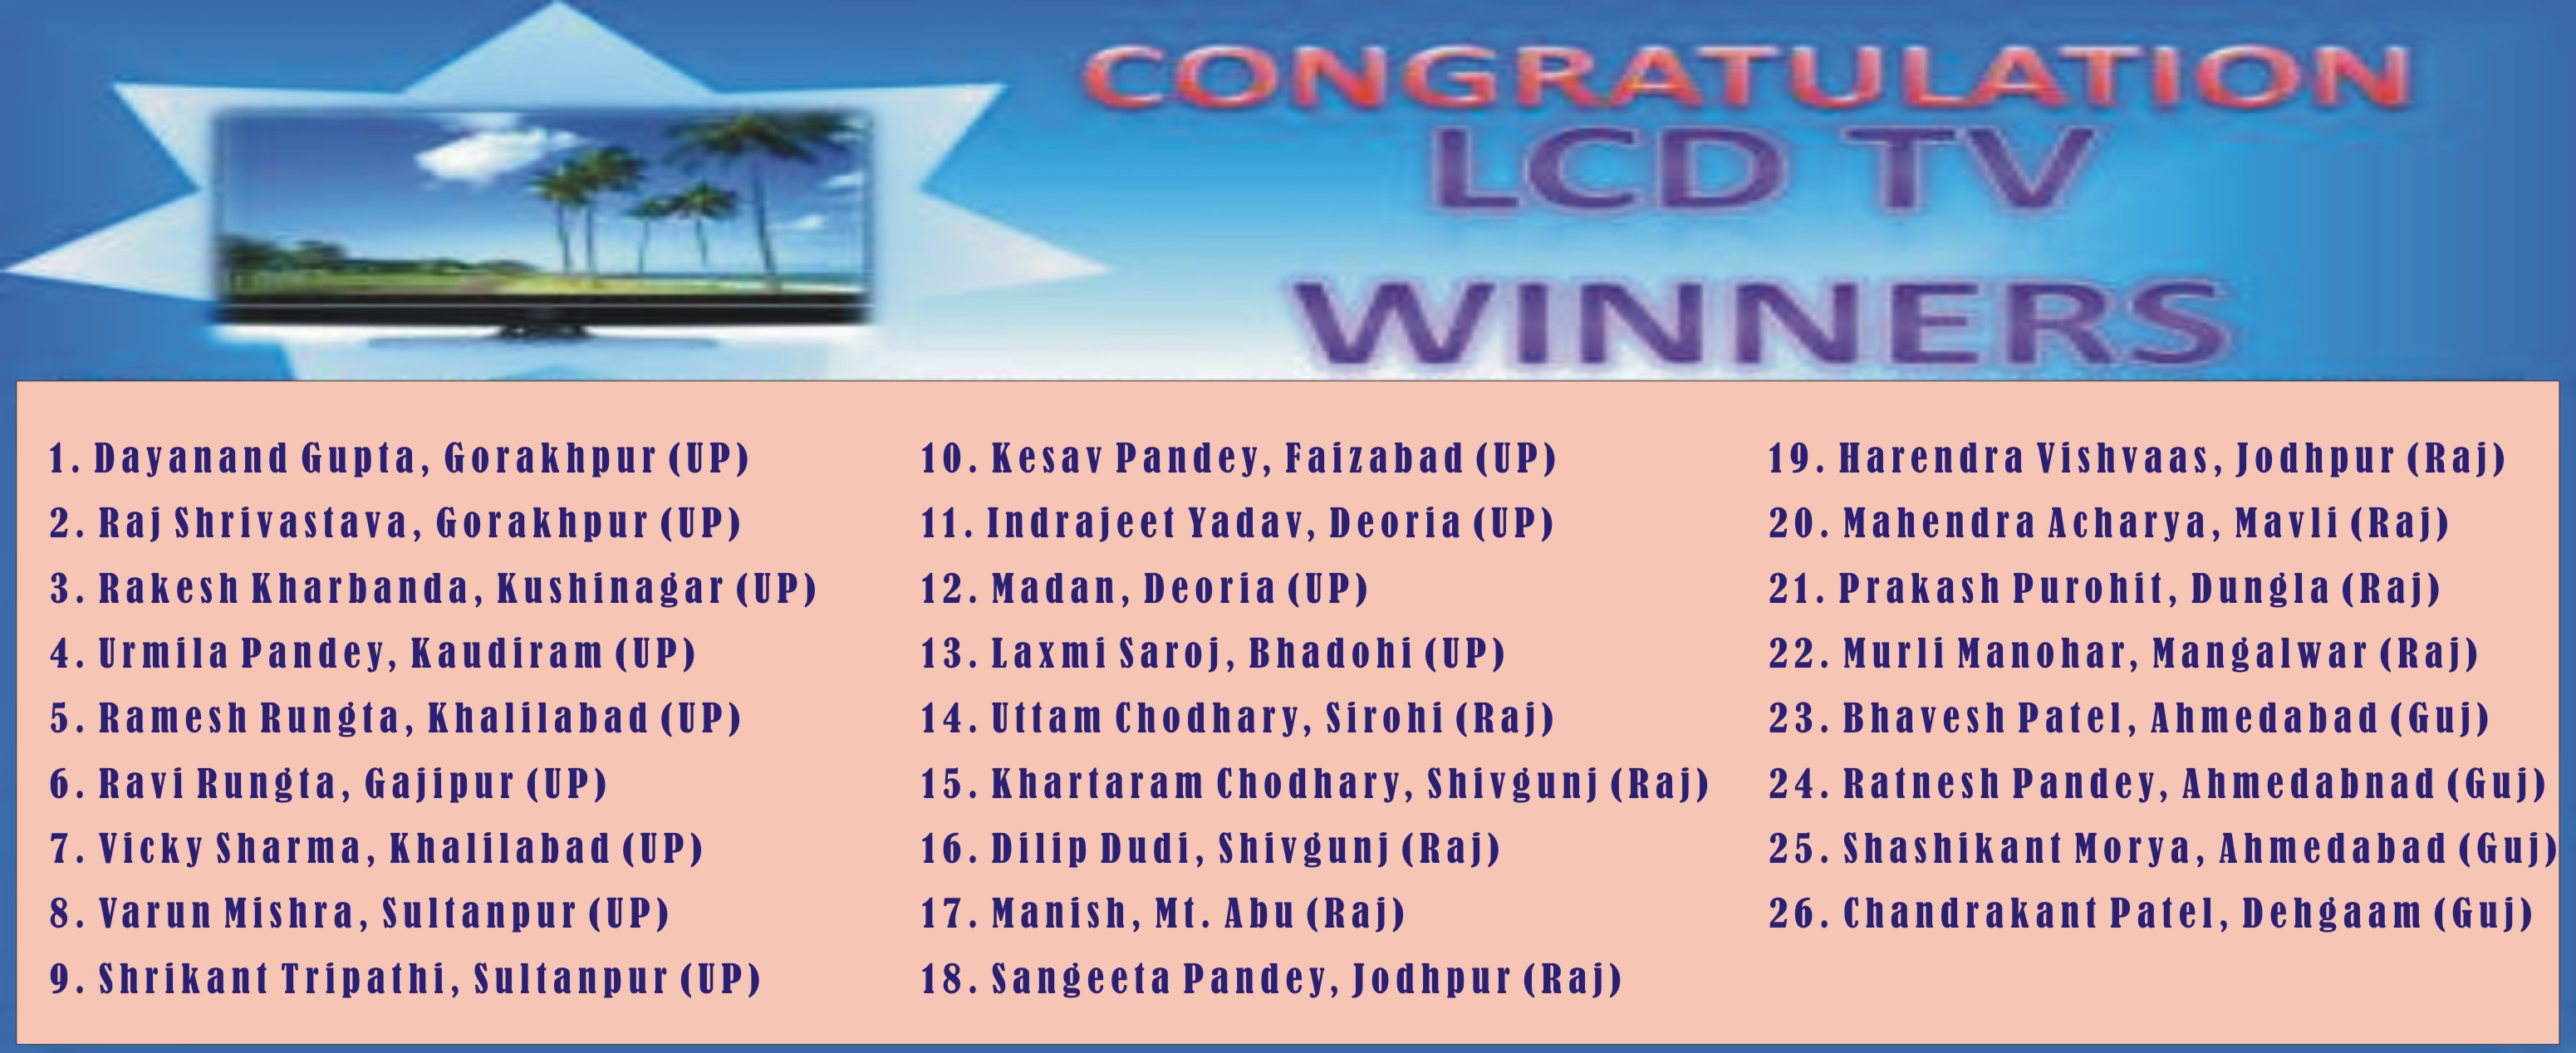 CONGRATULATION
LCD TV
WINNERS
1. Dayanand Gupta, Gorakhpur (UP)
2. Raj Shrivastava, Gorakhpur (UP)
3. Rakesh Kharbanda, Kushinagar (UP)
4. Urmila Pandey, Kaudiram (UP)
5. Ramesh Rungta, Khalilabad (UP)
6. Ravi Rungta, Gajipur (UP)
7. Vicky Sharma, Khalilabad (UP)
8. Varun Mishra, Sultanpur (UP)
9. Shrikant Tripathi, Sultanpur (UP)
10. Kesav Pandey, Faizabad (UP)
11. Indrajeet Yadav, Deoria (UP)
12. Madan, Deoria (UP)
13. Laxmi Saroj, Bhadohi (UP)
14. Uttam Chodhary, Sirohi (Raj)
15. Khartaram Chodhary, Shivgunj (Raj)
16. Dilip Dudi, Shivgunj (Raj)
17. Manish, Mt. Abu (Raj)
18. Sangeeta Pandey, Jodhpur (Raj)
19. Harendra Vishvaas, Jodhpur (Raj)
20. Mahendra Acharya, Mavli (Raj)
21. Prakash Purohit, Dungla (Raj)
22. Murli Manohar, Mangalwar (Raj)
23. Bhavesh Patel, Ahmedabad (Guj)
24. Ratnesh Pandey, Ahmedabnad (Guj)
25. Shashikant Morya, Ahmedabad (Guj)
26. Chandrakant Patel, Dehgaam (Guj)